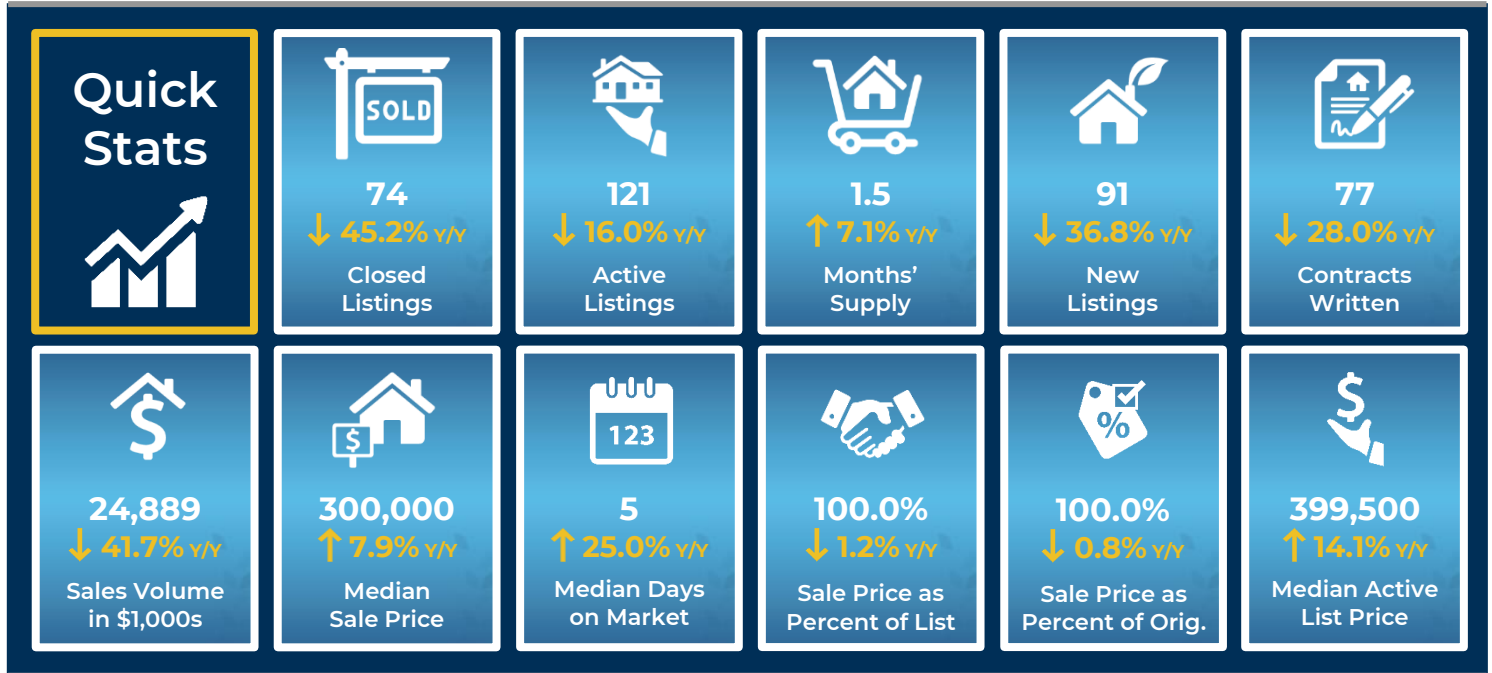 Quick
Stats
SOLD
74
↓ 45.2% Y/Y
Closed
Listings
121
↓ 16.0% Y/Y
Active
Listings
1.5
↑ 7.1% Y/Y
Months’
Supply
91
↓ 36.8% Y/Y
New
Listings
77
↓ 28.0% Y/Y
Contracts
Written
$
24,889
↓ 41.7% Y/Y
Sales Volume
in $1,000s
$
300,000
↑ 7.9% Y/Y
Median
Sale Price
123
5
↑ 25.0% Y/Y
Median Days
on Market
100.0%
↓ 1.2% Y/Y
Sale Price as
Percent of List
%
100.0%
↓ 0.8% Y/Y
Sale Price as
Percent of Orig.
$
399,500
↑ 14.1% Y/Y
Median Active
List Price